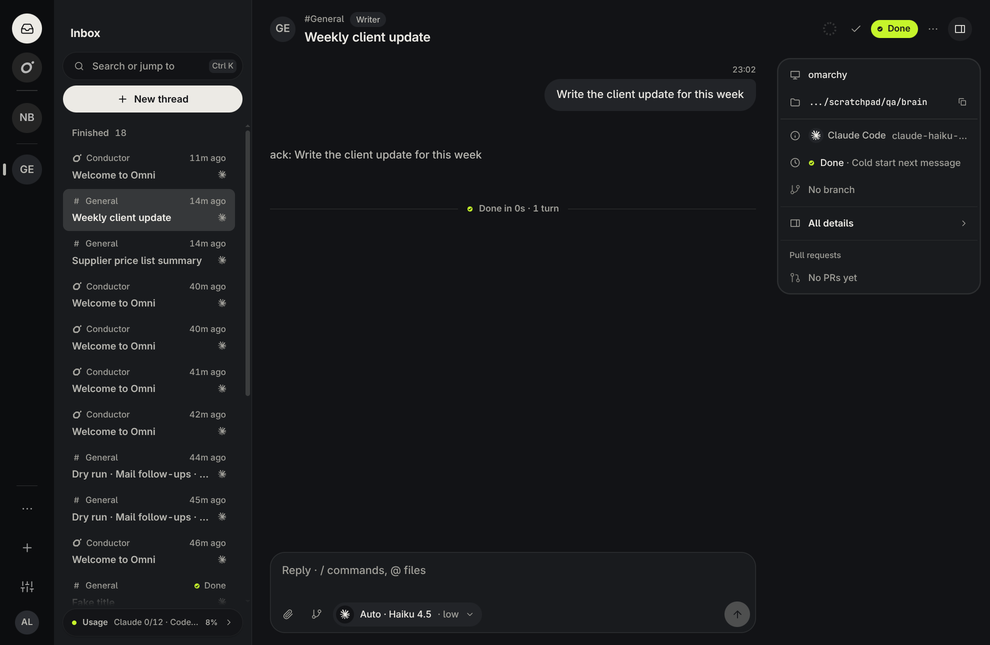 NB
GE
AL
Inbox
Search or jump to Ctrl K
New thread
Finished 18
Conductor 11m ago
Welcome to Omni
# General 14m ago
Weekly client update
# General 14m ago
Supplier price list summary
Conductor 40m ago
Welcome to Omni
Conductor 40m ago
Welcome to Omni
Conductor 41m ago
Welcome to Omni
Conductor 42m ago
Welcome to Omni
# General 44m ago
Dry run · Mail follow-ups · ...
# General 45m ago
Dry run · Mail follow-ups · ...
Conductor 46m ago
Welcome to Omni
# General Done
Fake title
Usage Claude 0/12 · Code... 8%
GE
#General Writer
Weekly client update
Done
23:02
Write the client update for this week
ack: Write the client update for this week
Done in 0s · 1 turn
Reply · / commands, @ files
Auto · Haiku 4.5 · low
omarchy
.../scratchpad/qa/brain
Claude Code claude-haiku-...
Done · Cold start next message
No branch
All details
Pull requests
No PRs yet